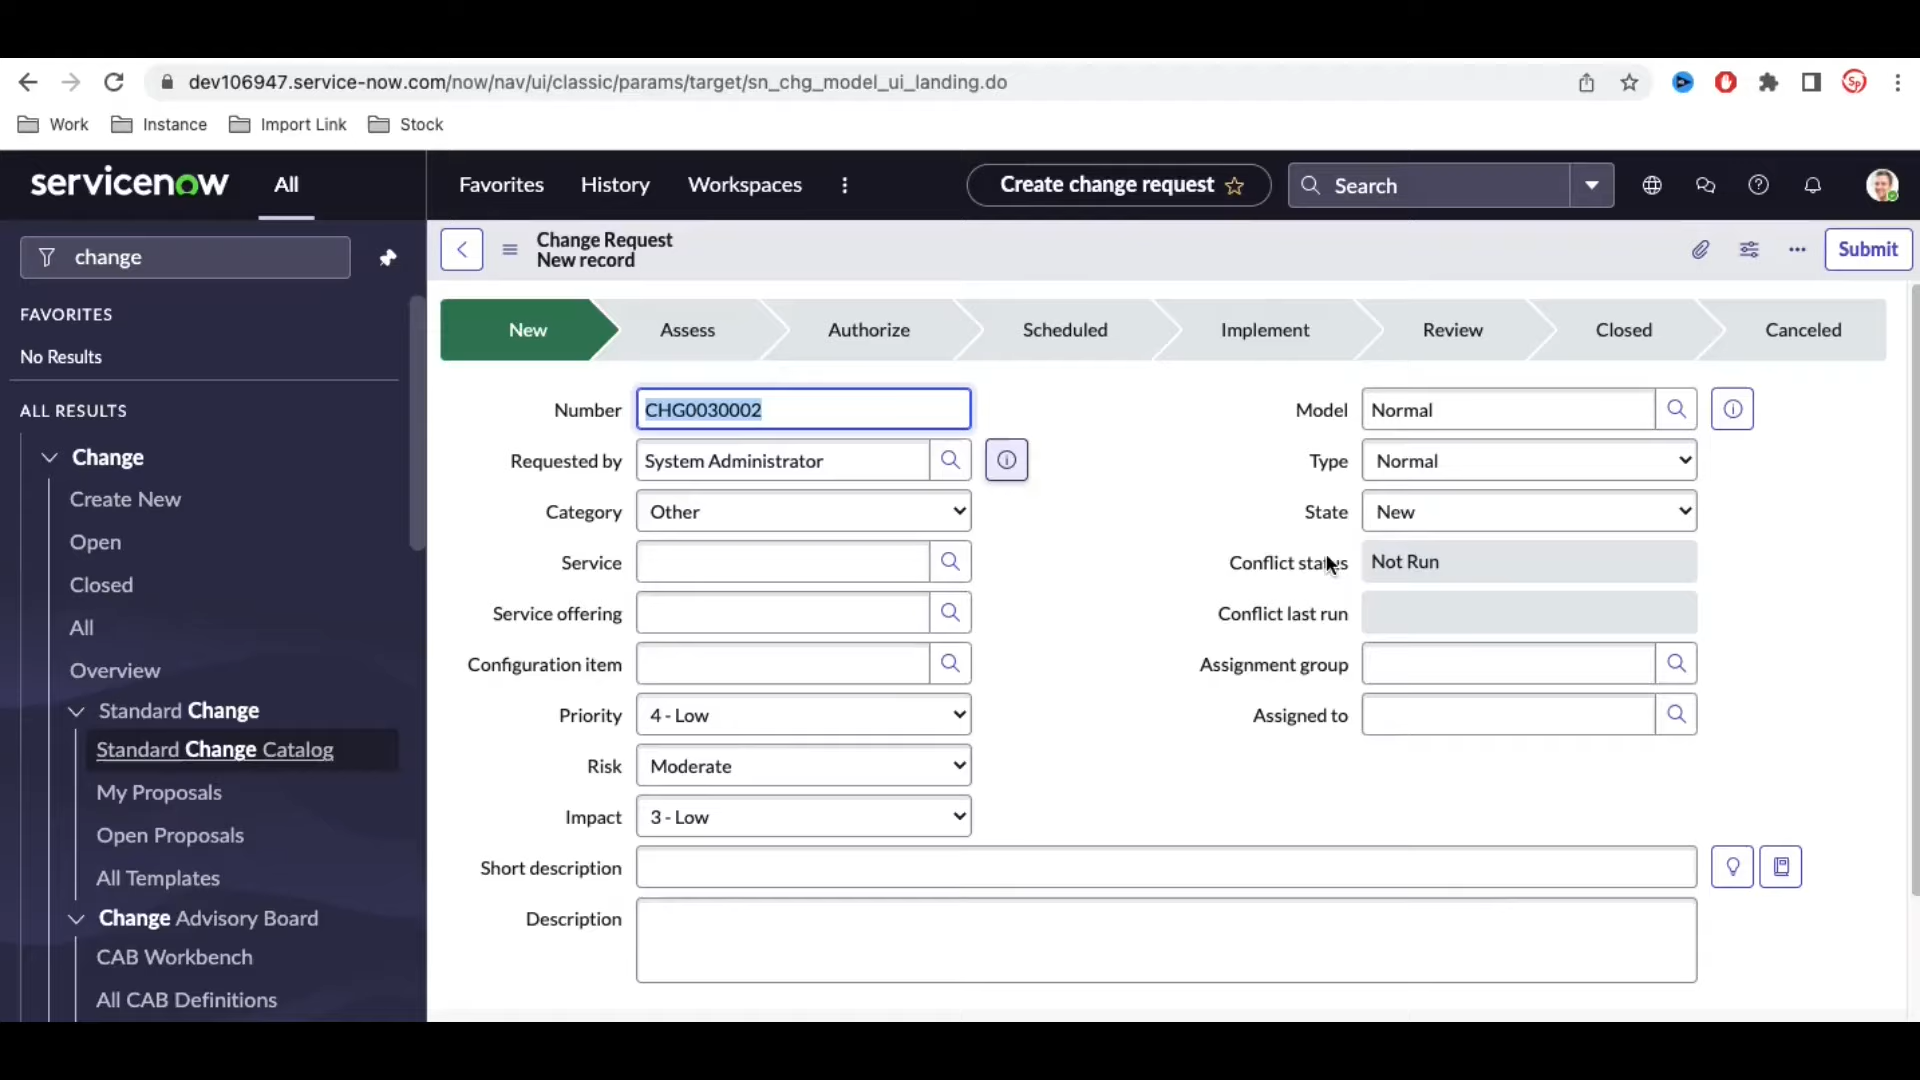 dev106947.service-now.com/now/nav/ui/classic/params/target/sn_chg_model_ui_landing.do
Sp
Work Instance Import Link Stock
servicenow All Favorites History Workspaces Create change request Search
change
Change Request
New record
Submit
FAVORITES
No Results
ALL RESULTS
Change
Create New
Open
Closed
All
Overview
Standard Change
Standard Change Catalog
My Proposals
Open Proposals
All Templates
Change Advisory Board
CAB Workbench
All CAB Definitions
New Assess Authorize Scheduled Implement Review Closed Canceled
Number CHG0030002
Requested by System Administrator
Category Other
Service
Service offering
Configuration item
Priority 4 - Low
Risk Moderate
Impact 3 - Low
Model Normal
Type Normal
State New
Conflict status Not Run
Conflict last run
Assignment group
Assigned to
Short description
Description